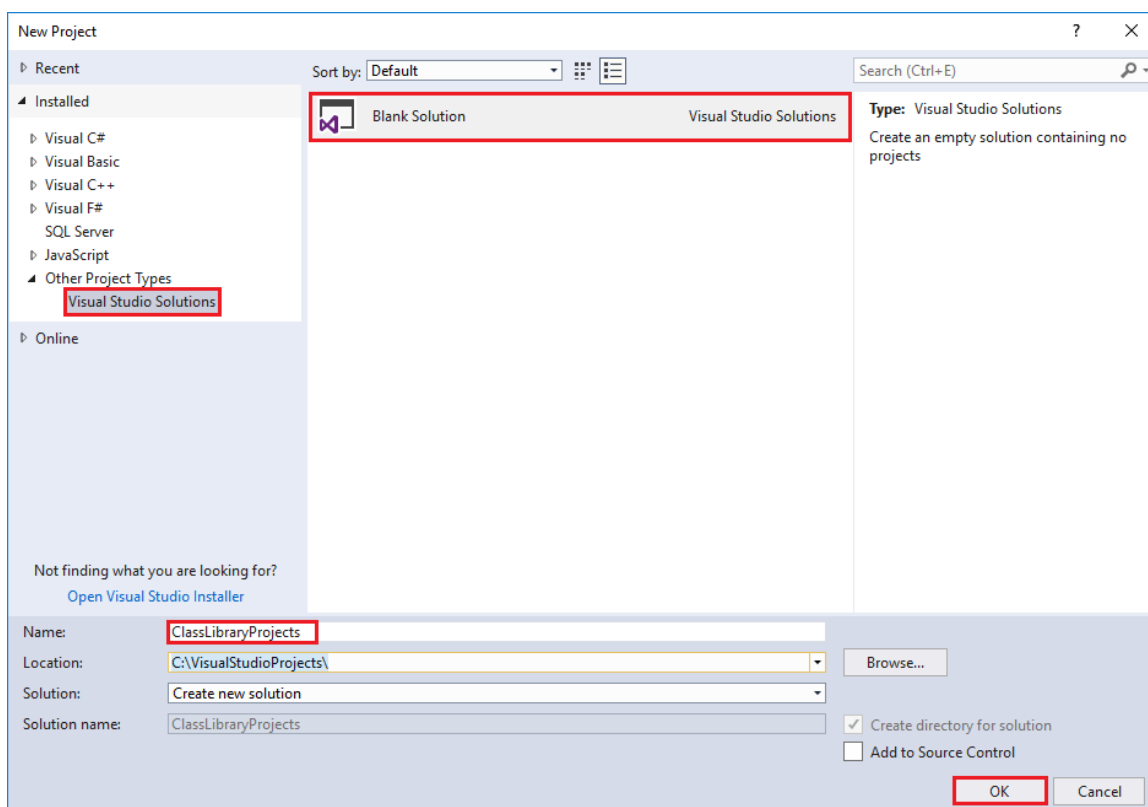 New Project
?
Recent
Sort by: Default
Search (Ctrl+E)
Installed
Blank Solution Visual Studio Solutions
Type: Visual Studio Solutions
Create an empty solution containing no
projects
Visual C#
Visual Basic
Visual C++
Visual F#
SQL Server
JavaScript
Other Project Types
Visual Studio Solutions
Online
Not finding what you are looking for?
Open Visual Studio Installer
Name: ClassLibraryProjects
Location: C:\VisualStudioProjects\ Browse...
Solution: Create new solution
Solution name: ClassLibraryProjects
Create directory for solution
Add to Source Control
OK Cancel